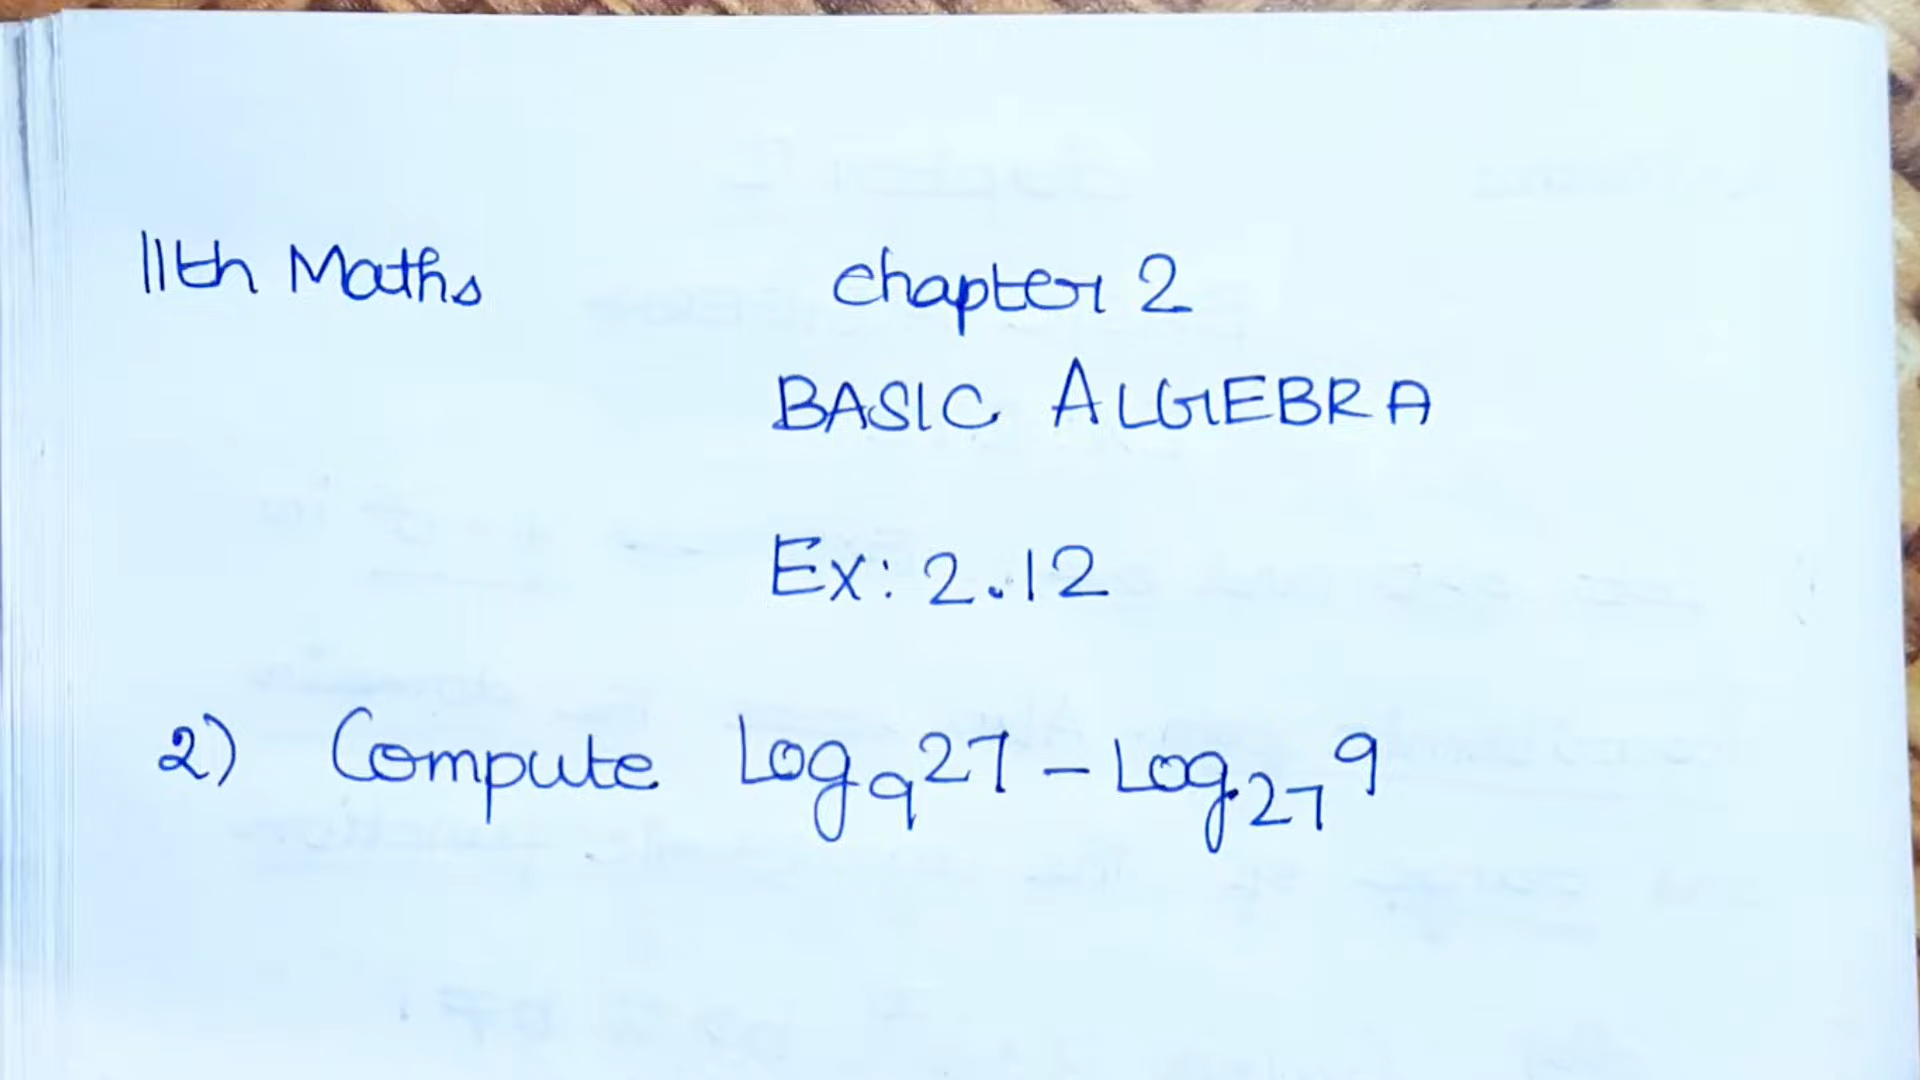 11th Maths chapter 2
BASIC ALGEBRA
Ex: 2.12
2) Compute Log₉27 - Log₂₇9